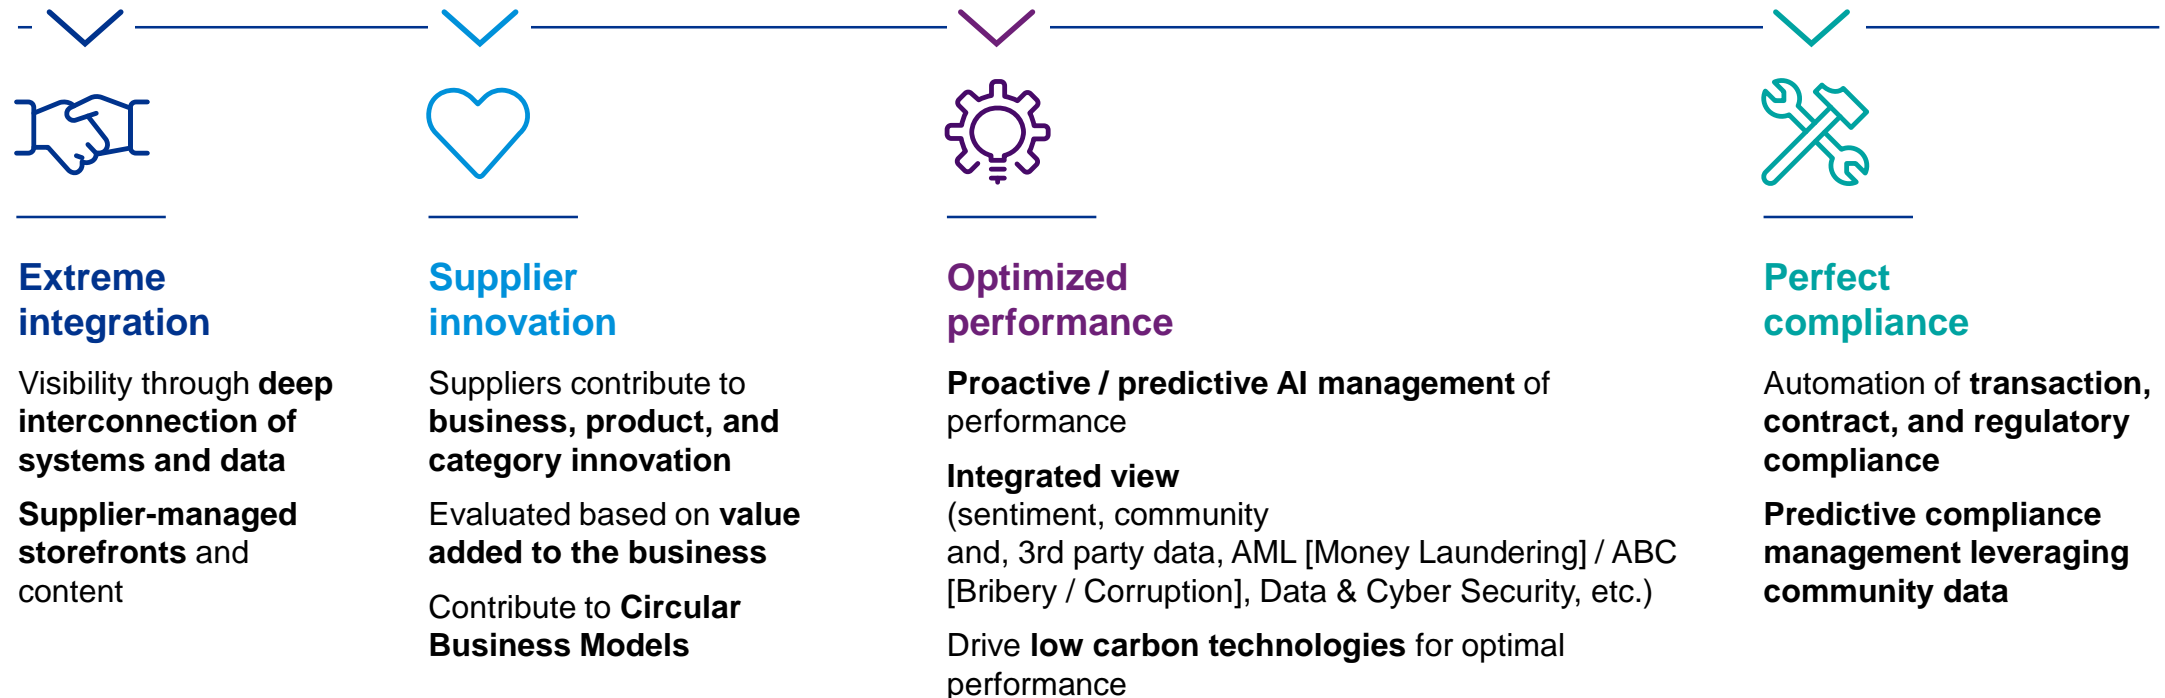 Extreme
integration
Visibility through deep
interconnection of
systems and data
Supplier-managed
storefronts and
content
Supplier
innovation
Suppliers contribute to
business, product, and
category innovation
Evaluated based on value
added to the business
Contribute to Circular
Business Models
Optimized
performance
Proactive / predictive AI management of
performance
Integrated view
(sentiment, community
and, 3rd party data, AML [Money Laundering] / ABC
[Bribery / Corruption], Data & Cyber Security, etc.)
Drive low carbon technologies for optimal
performance
Perfect
compliance
Automation of transaction,
contract, and regulatory
compliance
Predictive compliance
management leveraging
community data